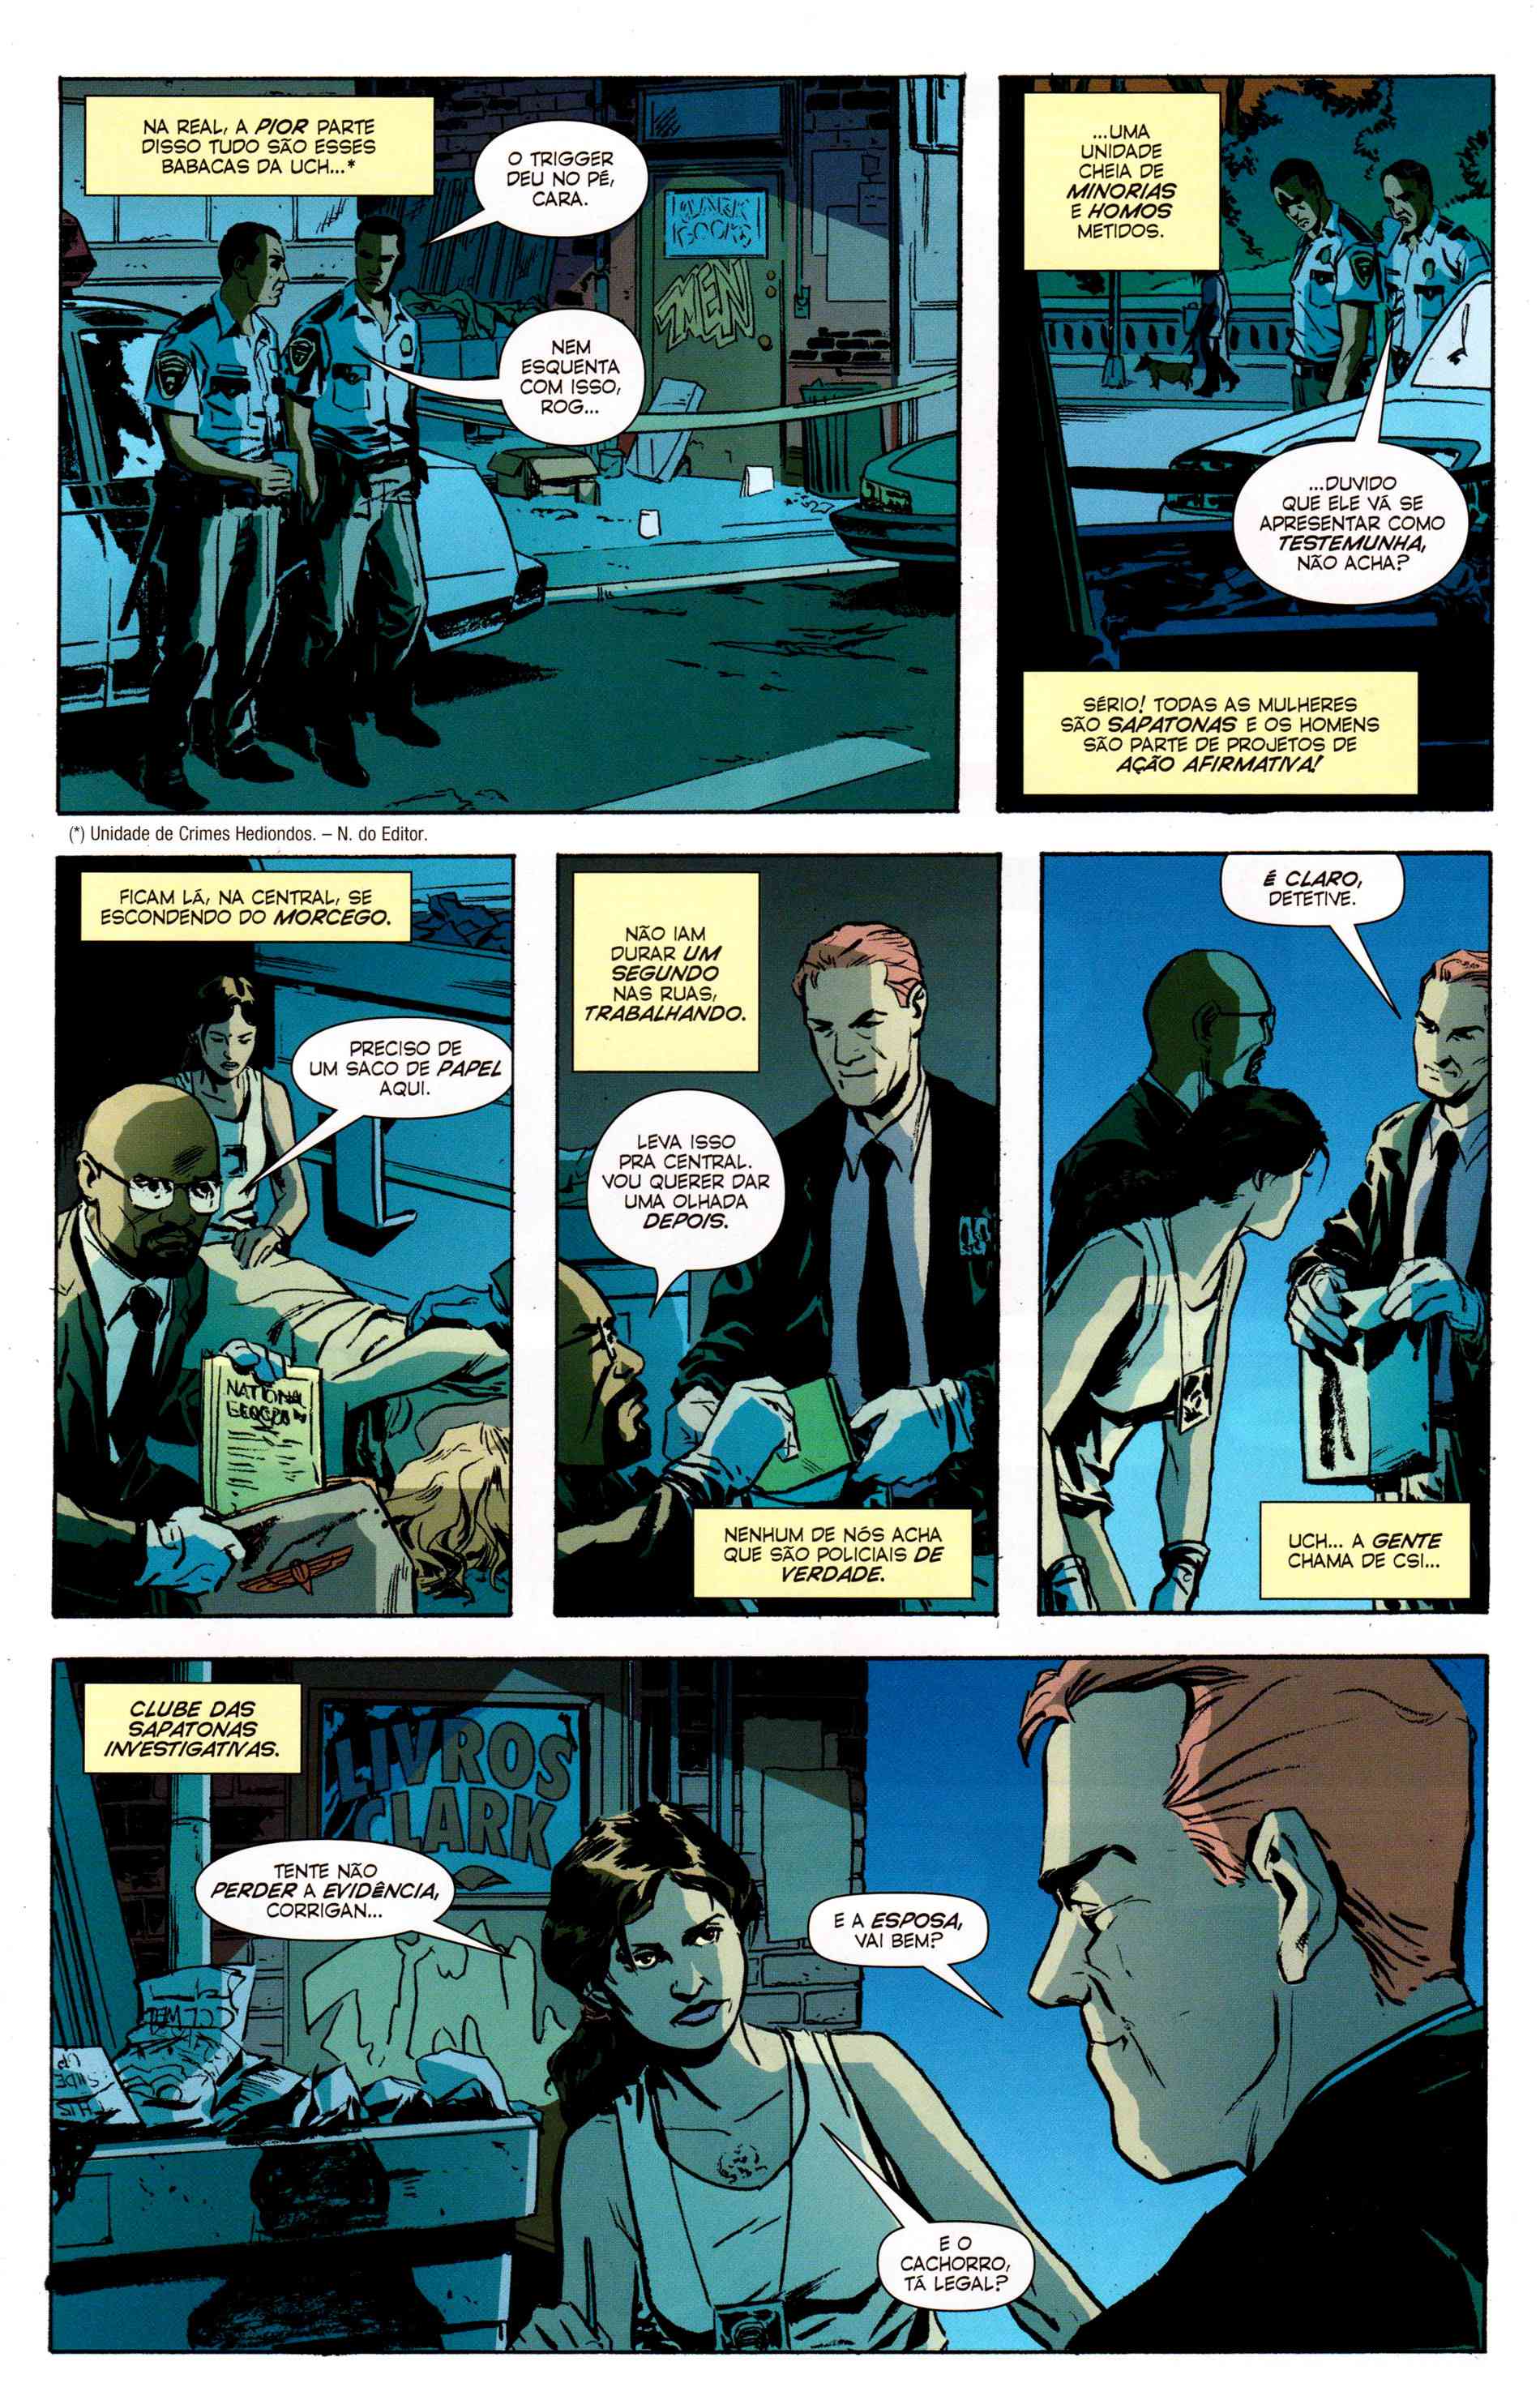 NA REAL, A PIOR PARTE
DISSO TUDO SÃO ESSES
BABACAS DA UCH...*
O TRIGGER
DEU NO PÉ,
CARA.
NEM
ESQUENTA
COM ISSO,
ROG...
...UMA
UNIDADE
CHEIA DE
MINORIAS
E HOMOS
METIDOS.
...DUVIDO
QUE ELE VÁ SE
APRESENTAR COMO
TESTEMUNHA,
NÃO ACHA?
SÉRIO! TODAS AS MULHERES
SÃO SAPATONAS E OS HOMENS
SÃO PARTE DE PROJETOS DE
AÇÃO AFIRMATIVA!
(*) Unidade de Crimes Hediondos. – N. do Editor.
FICAM LÁ, NA CENTRAL, SE
ESCONDENDO DO MORCEGO.
PRECISO DE
UM SACO DE PAPEL
AQUI.
NATIONAL
NÃO IAM
DURAR UM
SEGUNDO
NAS RUAS,
TRABALHANDO.
LEVA ISSO
PRA CENTRAL.
VOU QUERER DAR
UMA OLHADA
DEPOIS.
NENHUM DE NÓS ACHA
QUE SÃO POLICIAIS DE
VERDADE.
É CLARO,
DETETIVE.
UCH... A GENTE
CHAMA DE CSI...
CLUBE DAS
SAPATONAS
INVESTIGATIVAS.
LIVROS
CLARK
TENTE NÃO
PERDER A EVIDÊNCIA,
CORRIGAN...
E A ESPOSA,
VAI BEM?
E O
CACHORRO,
TÁ LEGAL?